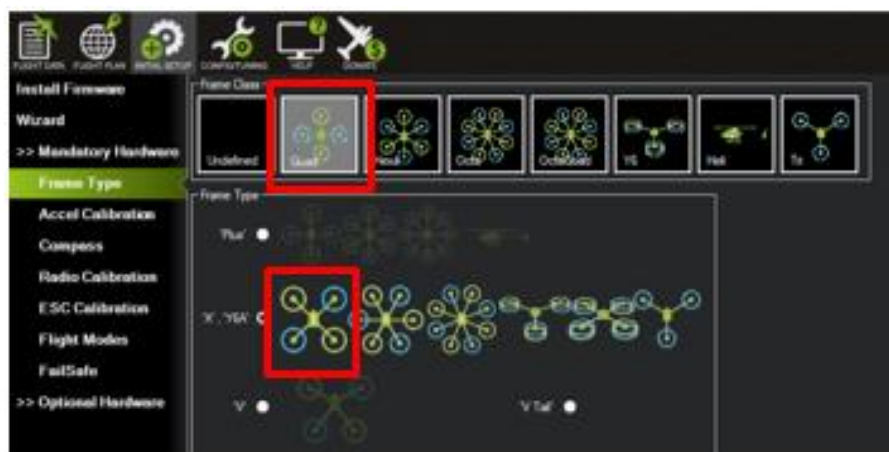 FLIGHT DATA FLIGHT PLAN INITIAL SETUP CONFIG/TUNING HELP DONATE
Install Firmware
Wizard
>> Mandatory Hardware
Frame Type
Accel Calibration
Compass
Radio Calibration
ESC Calibration
Flight Modes
FailSafe
>> Optional Hardware
Frame Class
Undefined Quad Hexa Octa OctaQuad Y6 Heli Tri
Frame Type
'Plus'
'X', 'Y6A'
'V' 'V Tail'